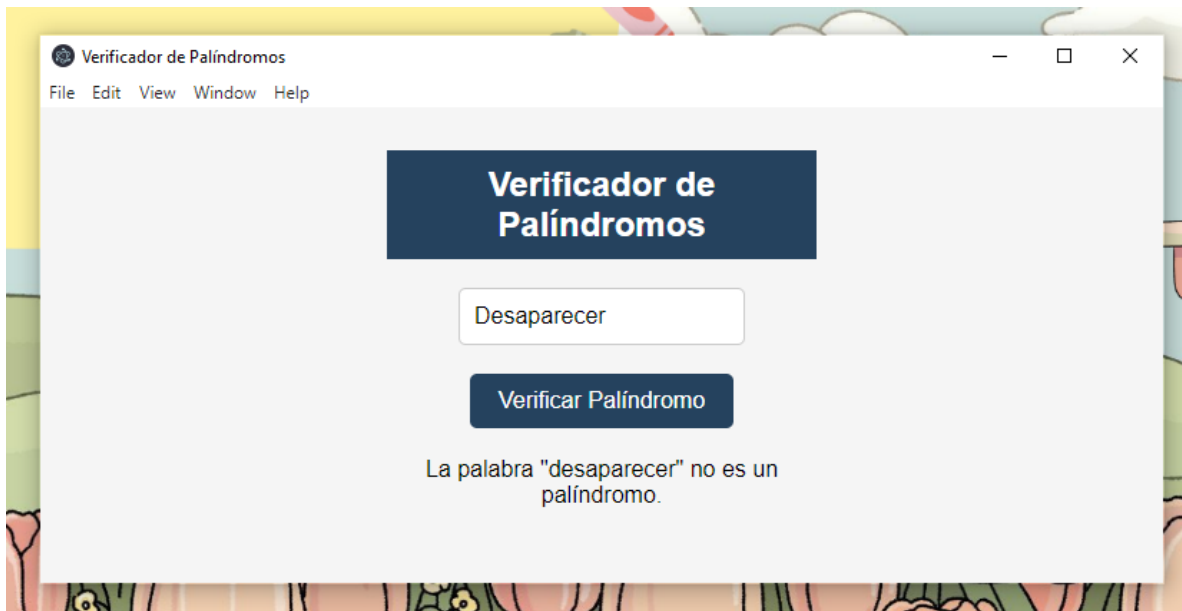 Verificador de Palíndromos
File Edit View Window Help
Verificador de
Palíndromos
Desaparecer
Verificar Palíndromo
La palabra "desaparecer" no es un
palíndromo.